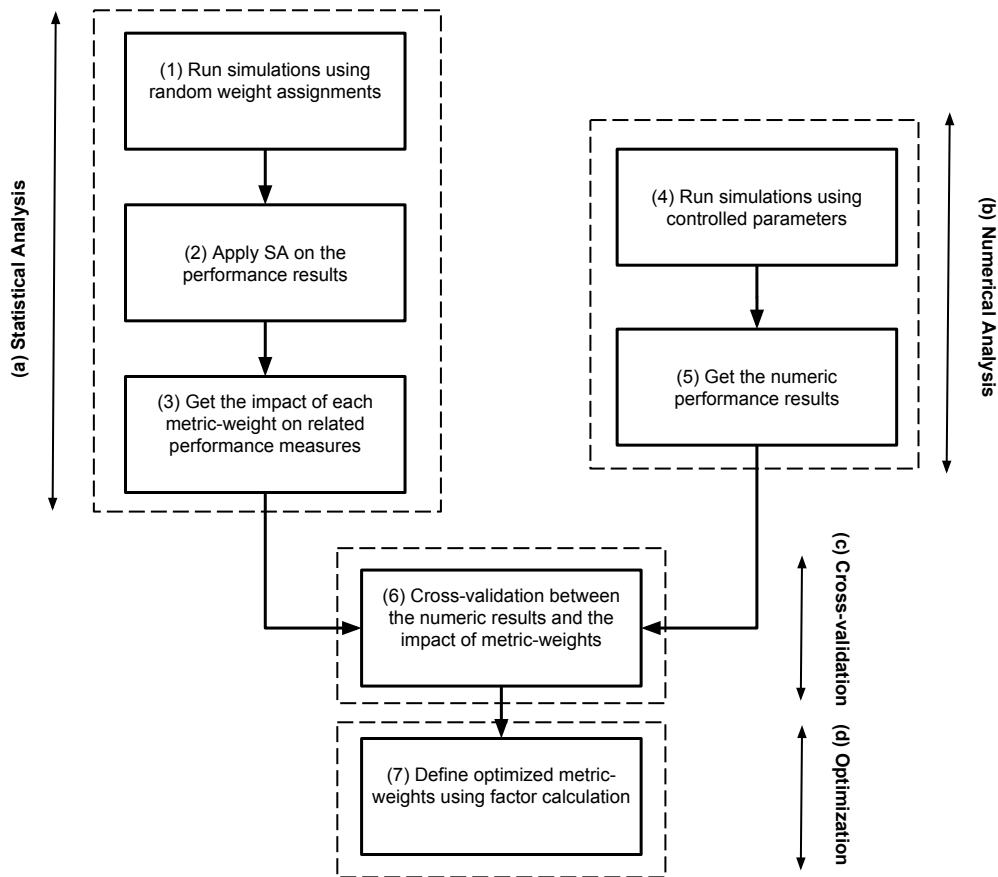 (a) Statistical Analysis
(1) Run simulations using
random weight assignments
(2) Apply SA on the
performance results
(3) Get the impact of each
metric-weight on related
performance measures
(4) Run simulations using
controlled parameters
(5) Get the numeric
performance results
(b) Numerical Analysis
(6) Cross-validation between
the numeric results and the
impact of metric-weights
(c) Cross-validation
(7) Define optimized metric-
weights using factor calculation
(d) Optimization